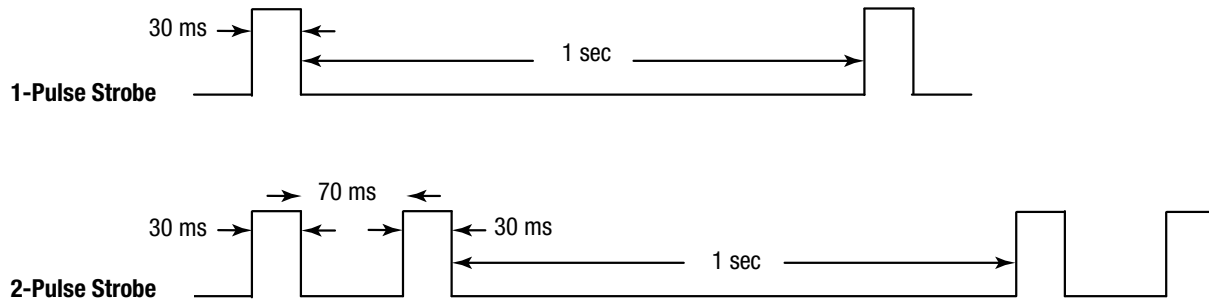 30 ms
1 sec
1-Pulse Strobe
70 ms
30 ms
30 ms
1 sec
2-Pulse Strobe